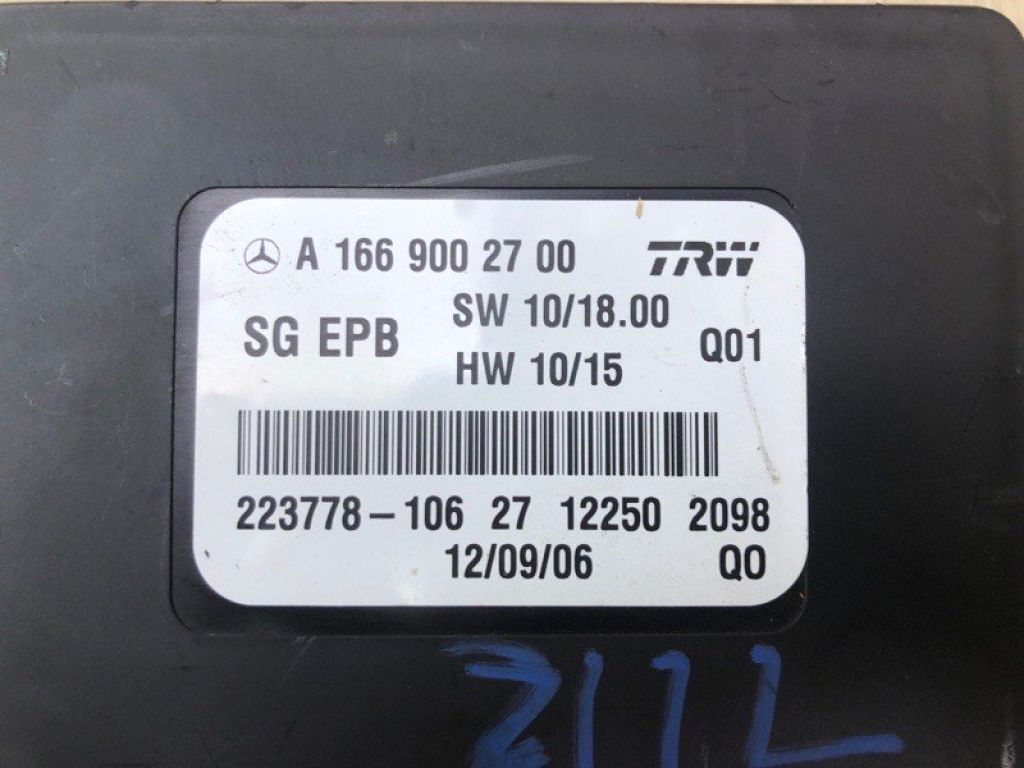 A 166 900 27 00 TRW
SG EPB SW 10/18.00
HW 10/15 Q01
223778-106 27 12250 2098
12/09/06 QO